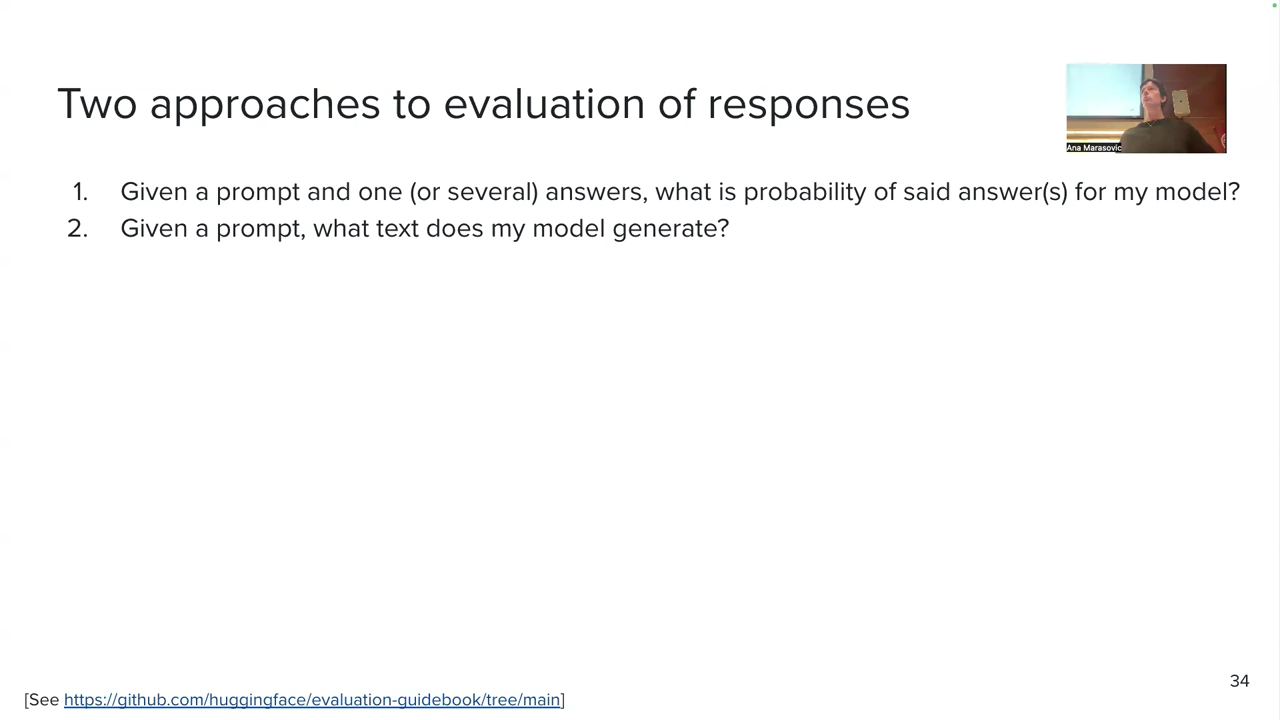 Two approaches to evaluation of responses
Ana Marasovic
1. Given a prompt and one (or several) answers, what is probability of said answer(s) for my model?
2. Given a prompt, what text does my model generate?
34
[See https://github.com/huggingface/evaluation-guidebook/tree/main]